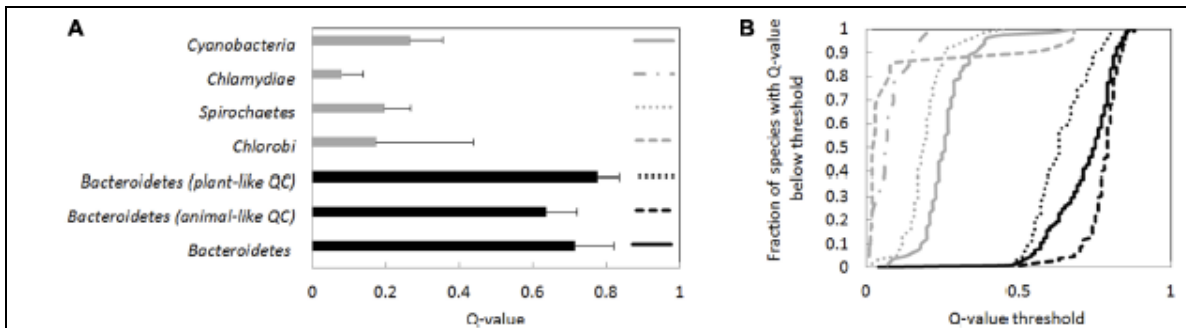 A
Cyanobacteria
Chlamydiae
Spirochaetes
Chlorobi
Bacteroidetes (plant-like QC)
Bacteroidetes (animal-like QC)
Bacteroidetes
0 0.2 0.4 0.6 0.8 1
Q-value
B
Fraction of species with Q-value
below threshold
1
0.9
0.8
0.7
0.6
0.5
0.4
0.3
0.2
0.1
0
0 0.5 1
Q-value threshold